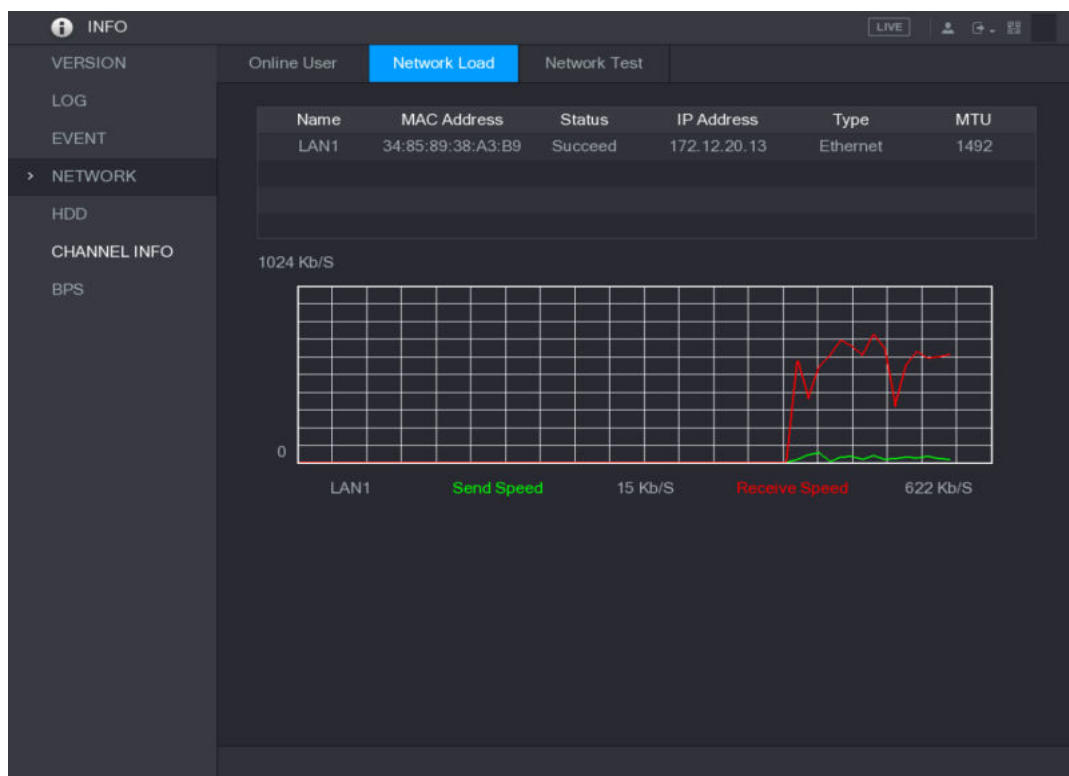 INFO LIVE
VERSION
LOG
EVENT
NETWORK
HDD
CHANNEL INFO
BPS
Online User Network Load Network Test
Name MAC Address Status IP Address Type MTU
LAN1 34:85:89:38:A3:B9 Succeed 172.12.20.13 Ethernet 1492
1024 Kb/S
0
LAN1 Send Speed 15 Kb/S Receive Speed 622 Kb/S